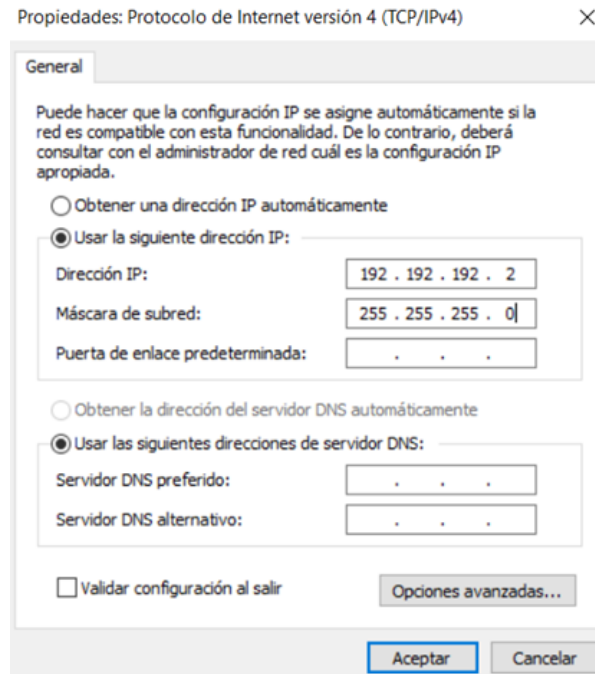 Propiedades: Protocolo de Internet versión 4 (TCP/IPv4)
General
Puede hacer que la configuración IP se asigne automáticamente si la
red es compatible con esta funcionalidad. De lo contrario, deberá
consultar con el administrador de red cuál es la configuración IP
apropiada.
Obtener una dirección IP automáticamente
Usar la siguiente dirección IP:
Dirección IP: 192 . 192 . 192 . 2
Máscara de subred: 255 . 255 . 255 . 0
Puerta de enlace predeterminada: . . .
Obtener la dirección del servidor DNS automáticamente
Usar las siguientes direcciones de servidor DNS:
Servidor DNS preferido: . . .
Servidor DNS alternativo: . . .
Validar configuración al salir
Opciones avanzadas...
Aceptar Cancelar